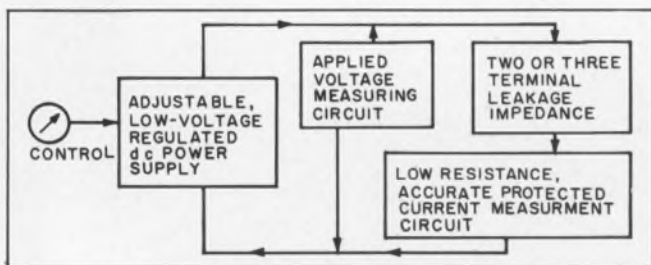 CONTROL
ADJUSTABLE,
LOW-VOLTAGE
REGULATED
dc POWER
SUPPLY
APPLIED
VOLTAGE
MEASURING
CIRCUIT
TWO OR THREE
TERMINAL
LEAKAGE
IMPEDANCE
LOW RESISTANCE,
ACCURATE PROTECTED
CURRENT MEASURMENT
CIRCUIT